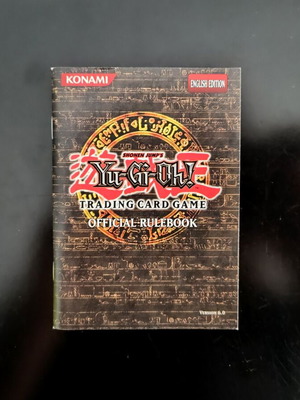 KONAMI
ENGLISH EDITION
SHONEN JUMP'S
Yu-Gi-Oh!
TRADING CARD GAME
OFFICIAL RULEBOOK
Version 6.0